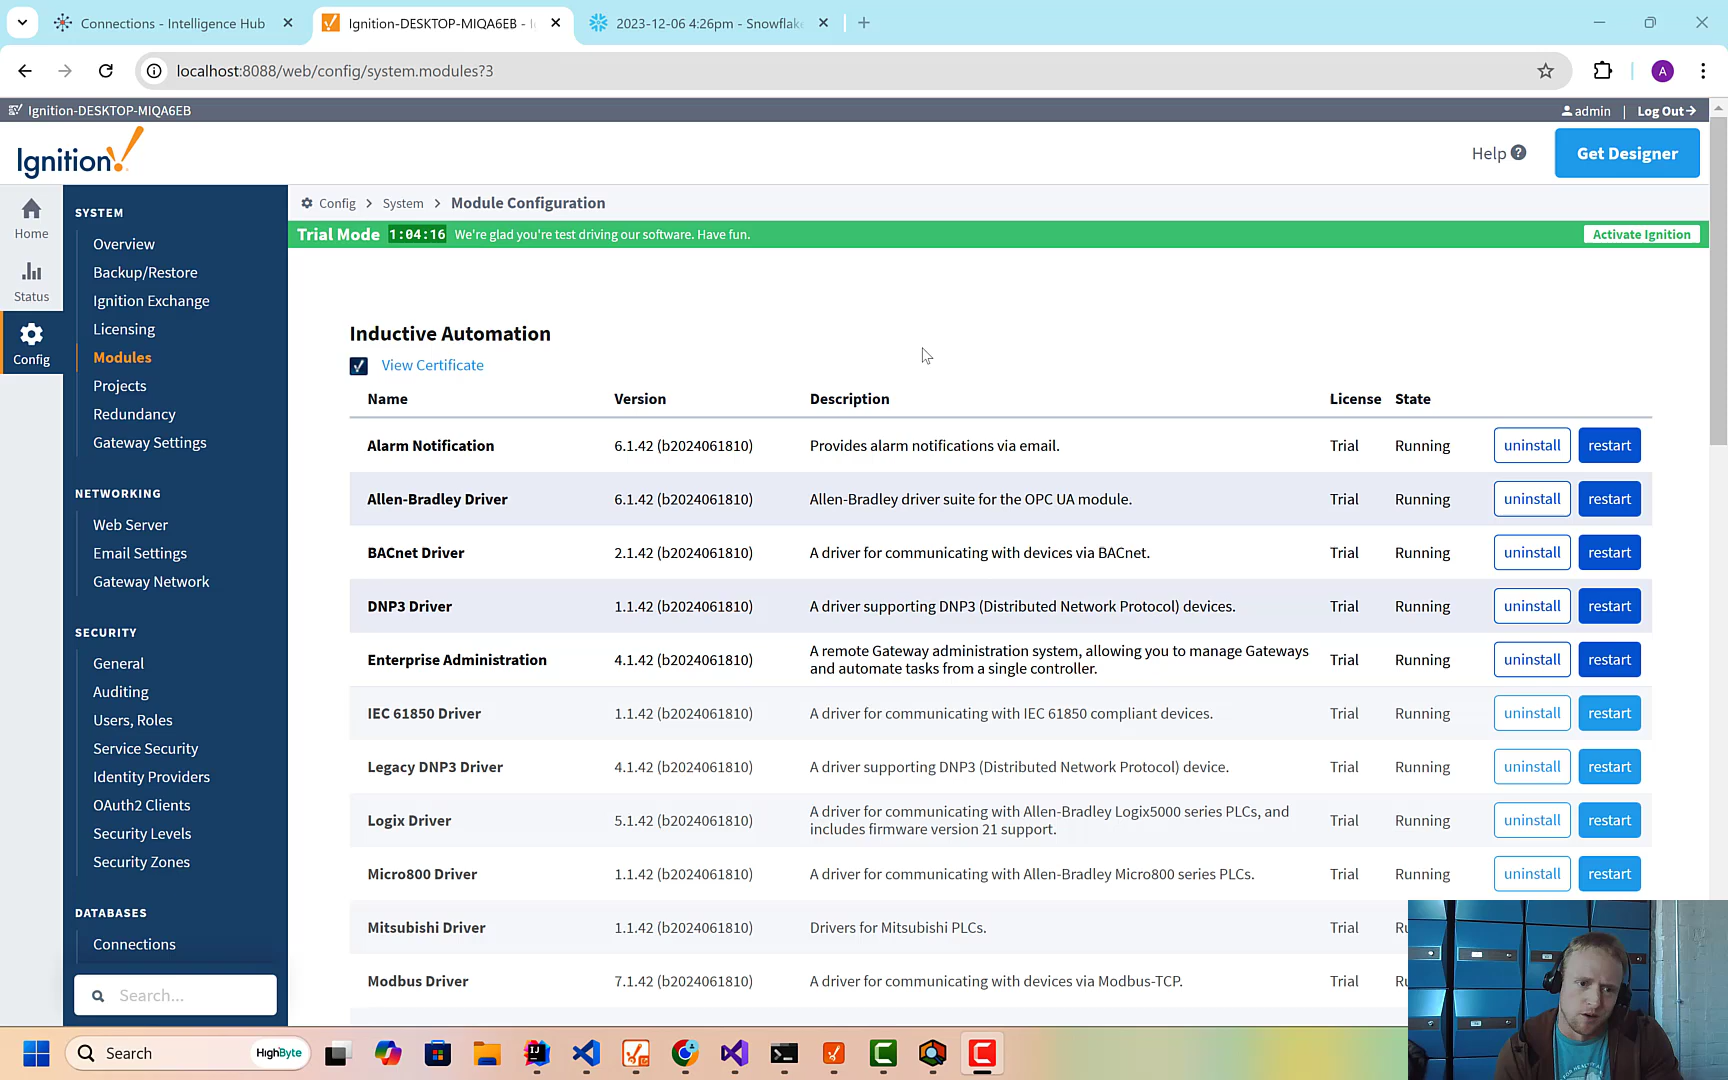 Connections - Intelligence Hub
Ignition-DESKTOP-MIQA6EB -
2023-12-06 4:26pm - Snowflake
localhost:8088/web/config/system.modules?3
A
Ignition-DESKTOP-MIQA6EB
admin | Log Out
Ignition!
Help
Get Designer
Home
Status
Config
SYSTEM
Overview
Backup/Restore
Ignition Exchange
Licensing
Modules
Projects
Redundancy
Gateway Settings
NETWORKING
Web Server
Email Settings
Gateway Network
SECURITY
General
Auditing
Users, Roles
Service Security
Identity Providers
OAuth2 Clients
Security Levels
Security Zones
DATABASES
Connections
Search...
Config > System > Module Configuration
Trial Mode 1:04:16 We're glad you're test driving our software. Have fun.
Activate Ignition
Inductive Automation
View Certificate
Name Version Description License State
Alarm Notification 6.1.42 (b2024061810) Provides alarm notifications via email. Trial Running uninstall restart
Allen-Bradley Driver 6.1.42 (b2024061810) Allen-Bradley driver suite for the OPC UA module. Trial Running uninstall restart
BACnet Driver 2.1.42 (b2024061810) A driver for communicating with devices via BACnet. Trial Running uninstall restart
DNP3 Driver 1.1.42 (b2024061810) A driver supporting DNP3 (Distributed Network Protocol) devices. Trial Running uninstall restart
Enterprise Administration 4.1.42 (b2024061810) A remote Gateway administration system, allowing you to manage Gateways
and automate tasks from a single controller. Trial Running uninstall restart
IEC 61850 Driver 1.1.42 (b2024061810) A driver for communicating with IEC 61850 compliant devices. Trial Running uninstall restart
Legacy DNP3 Driver 4.1.42 (b2024061810) A driver supporting DNP3 (Distributed Network Protocol) device. Trial Running uninstall restart
Logix Driver 5.1.42 (b2024061810) A driver for communicating with Allen-Bradley Logix5000 series PLCs, and
includes firmware version 21 support. Trial Running uninstall restart
Micro800 Driver 1.1.42 (b2024061810) A driver for communicating with Allen-Bradley Micro800 series PLCs. Trial Running uninstall restart
Mitsubishi Driver 1.1.42 (b2024061810) Drivers for Mitsubishi PLCs. Trial
Modbus Driver 7.1.42 (b2024061810) A driver for communicating with devices via Modbus-TCP. Trial
Search
HighByte